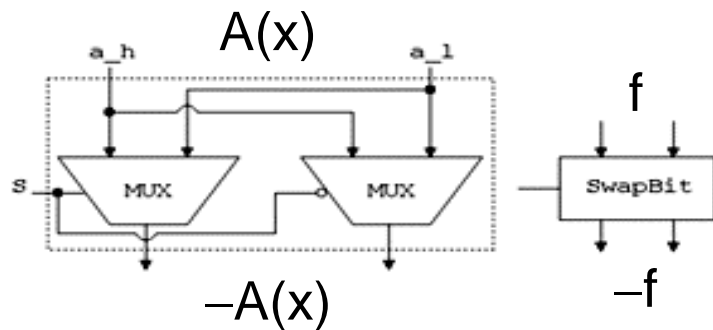 A(x)
a_h a_l
f
S MUX MUX SwapBit
–A(x)
–f